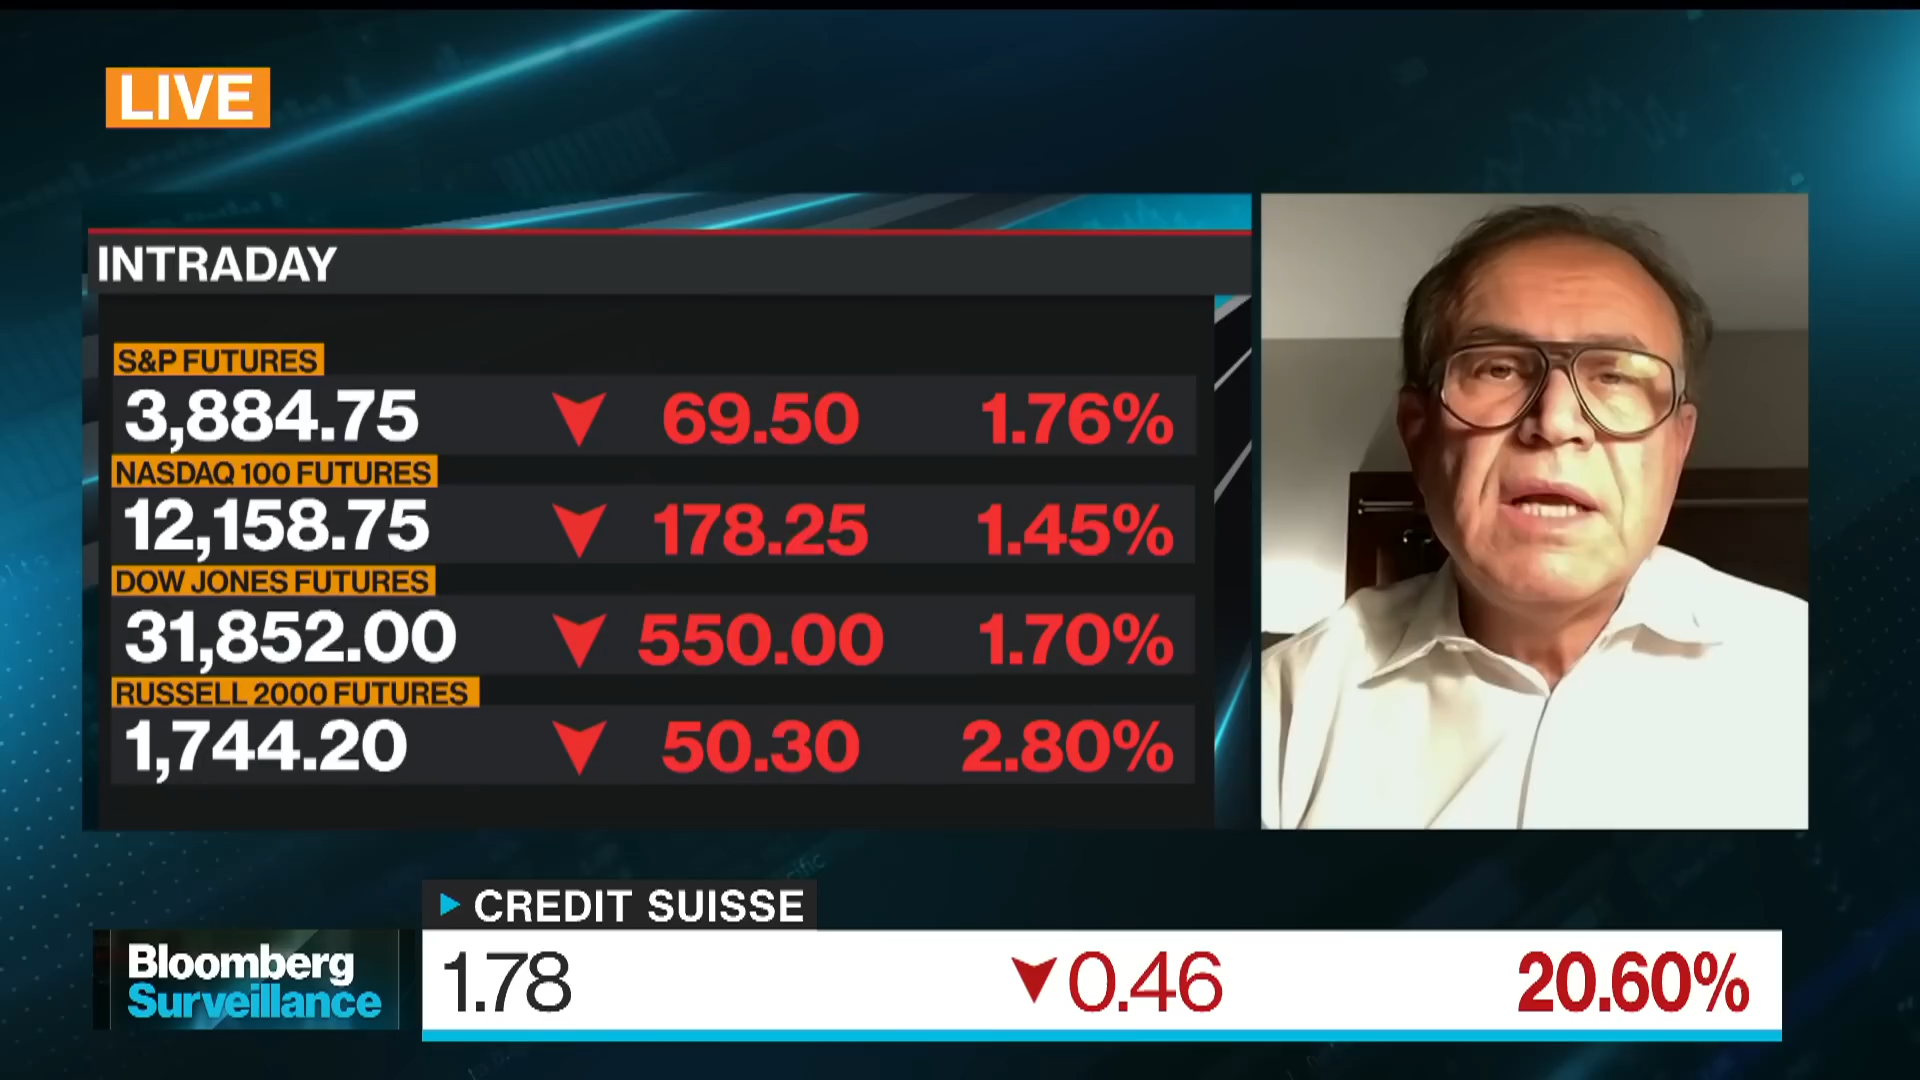 LIVE
INTRADAY
S&P FUTURES
3,884.75 69.50 1.76%
NASDAQ 100 FUTURES
12,158.75 178.25 1.45%
DOW JONES FUTURES
31,852.00 550.00 1.70%
RUSSELL 2000 FUTURES
1,744.20 50.30 2.80%
CREDIT SUISSE
1.78 0.46 20.60%
Bloomberg
Surveillance